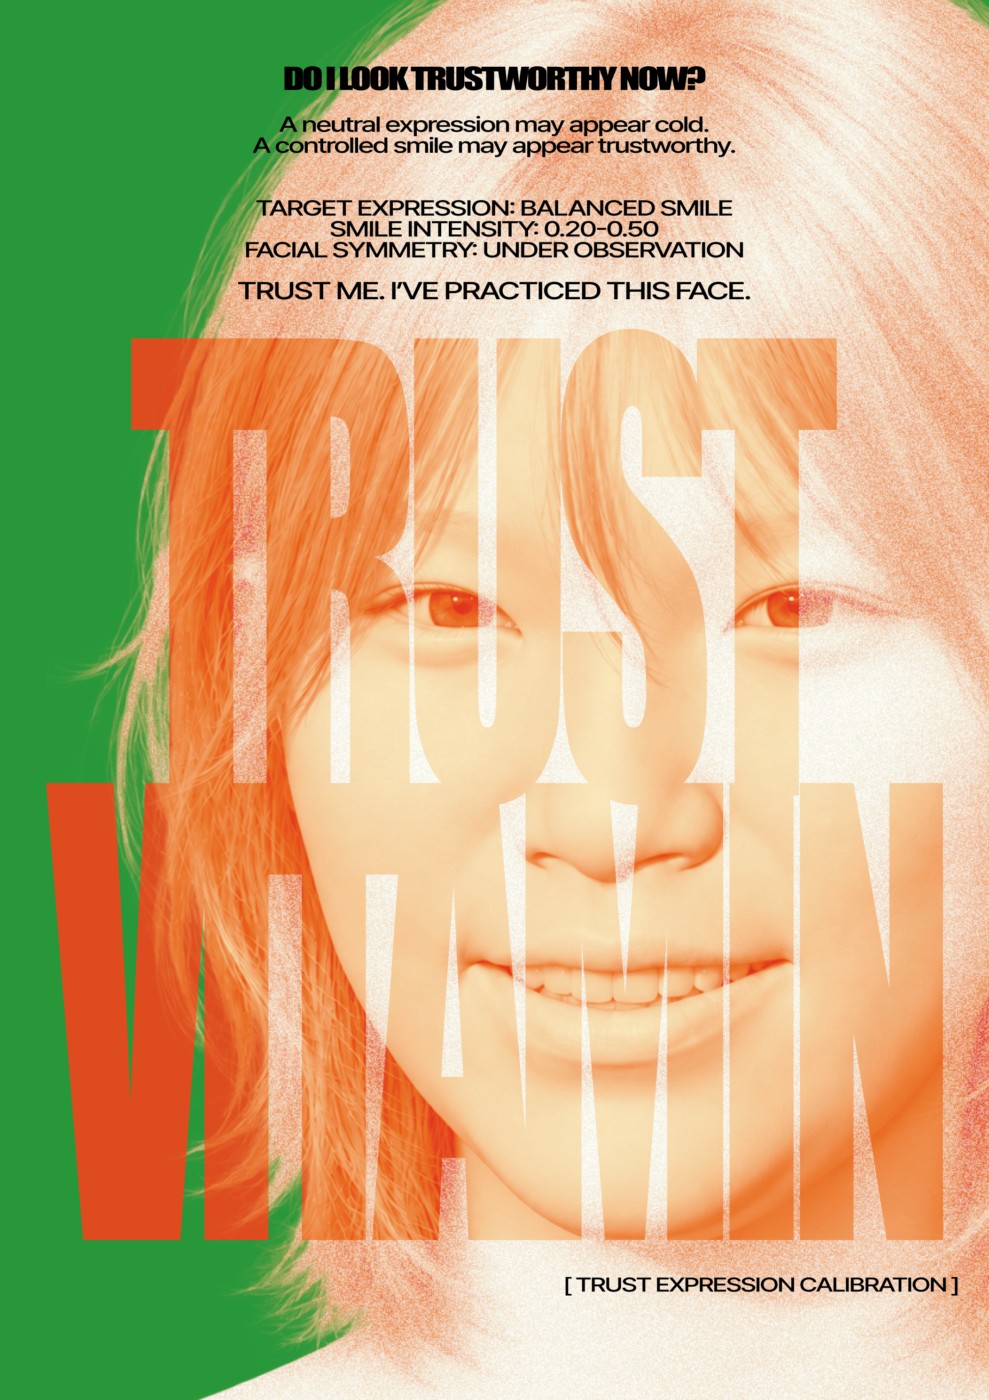 DO I LOOK TRUSTWORTHY NOW?
A neutral expression may appear cold.
A controlled smile may appear trustworthy.
TARGET EXPRESSION: BALANCED SMILE
SMILE INTENSITY: 0.20-0.50
FACIAL SYMMETRY: UNDER OBSERVATION
TRUST ME. I'VE PRACTICED THIS FACE.
TRUST
VITAMIN
[ TRUST EXPRESSION CALIBRATION ]